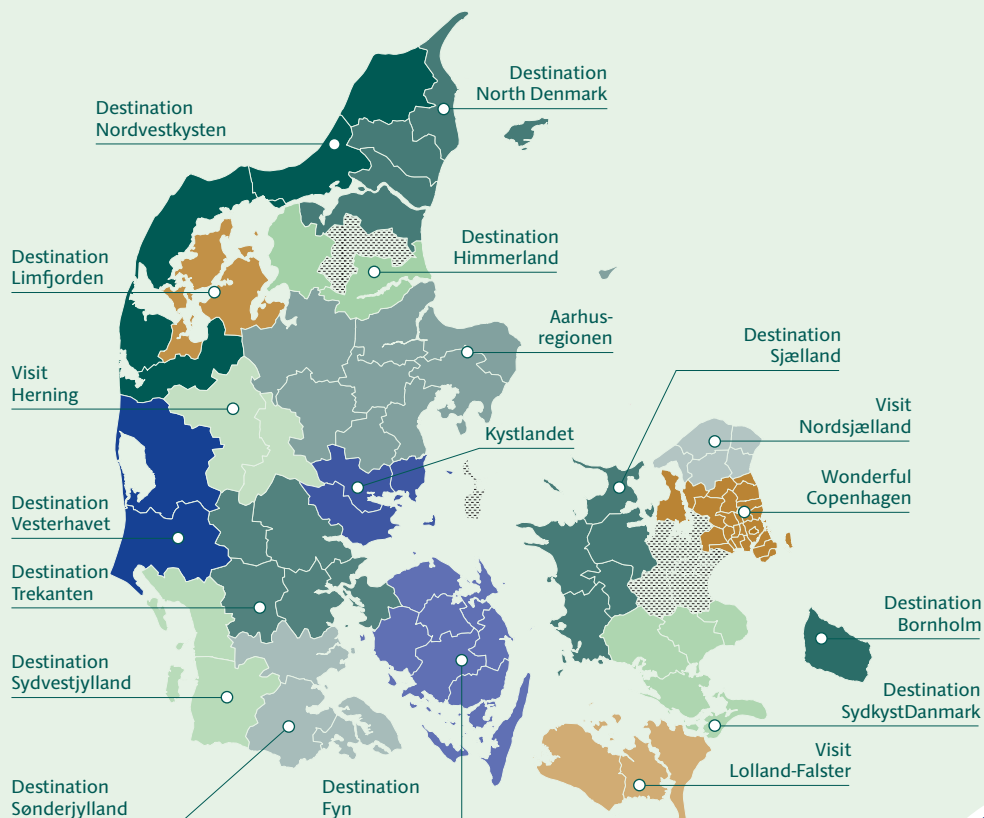 Destination
North Denmark
Destination
Nordvestkysten
Destination
Himmerland
Destination
Limfjorden
Aarhus-
regionen
Destination
Sjælland
Visit
Herning
Visit
Nordsjælland
Kystlandet
Wonderful
Copenhagen
Destination
Vesterhavet
Destination
Trekanten
Destination
Bornholm
Destination
Sydvestjylland
Destination
SydkystDanmark
Visit
Lolland-Falster
Destination
Sønderjylland
Destination
Fyn